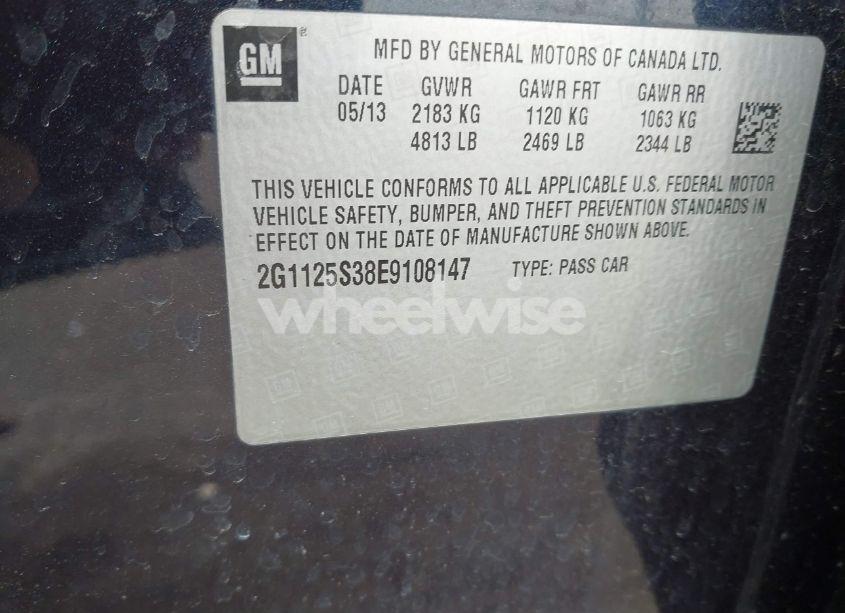 GM
MFD BY GENERAL MOTORS OF CANADA LTD.
DATE GVWR GAWR FRT GAWR RR
05/13 2183 KG 1120 KG 1063 KG
4813 LB 2469 LB 2344 LB
THIS VEHICLE CONFORMS TO ALL APPLICABLE U.S. FEDERAL MOTOR
VEHICLE SAFETY, BUMPER, AND THEFT PREVENTION STANDARDS IN
EFFECT ON THE DATE OF MANUFACTURE SHOWN ABOVE.
2G1125S38E9108147 TYPE: PASS CAR
wheelwise